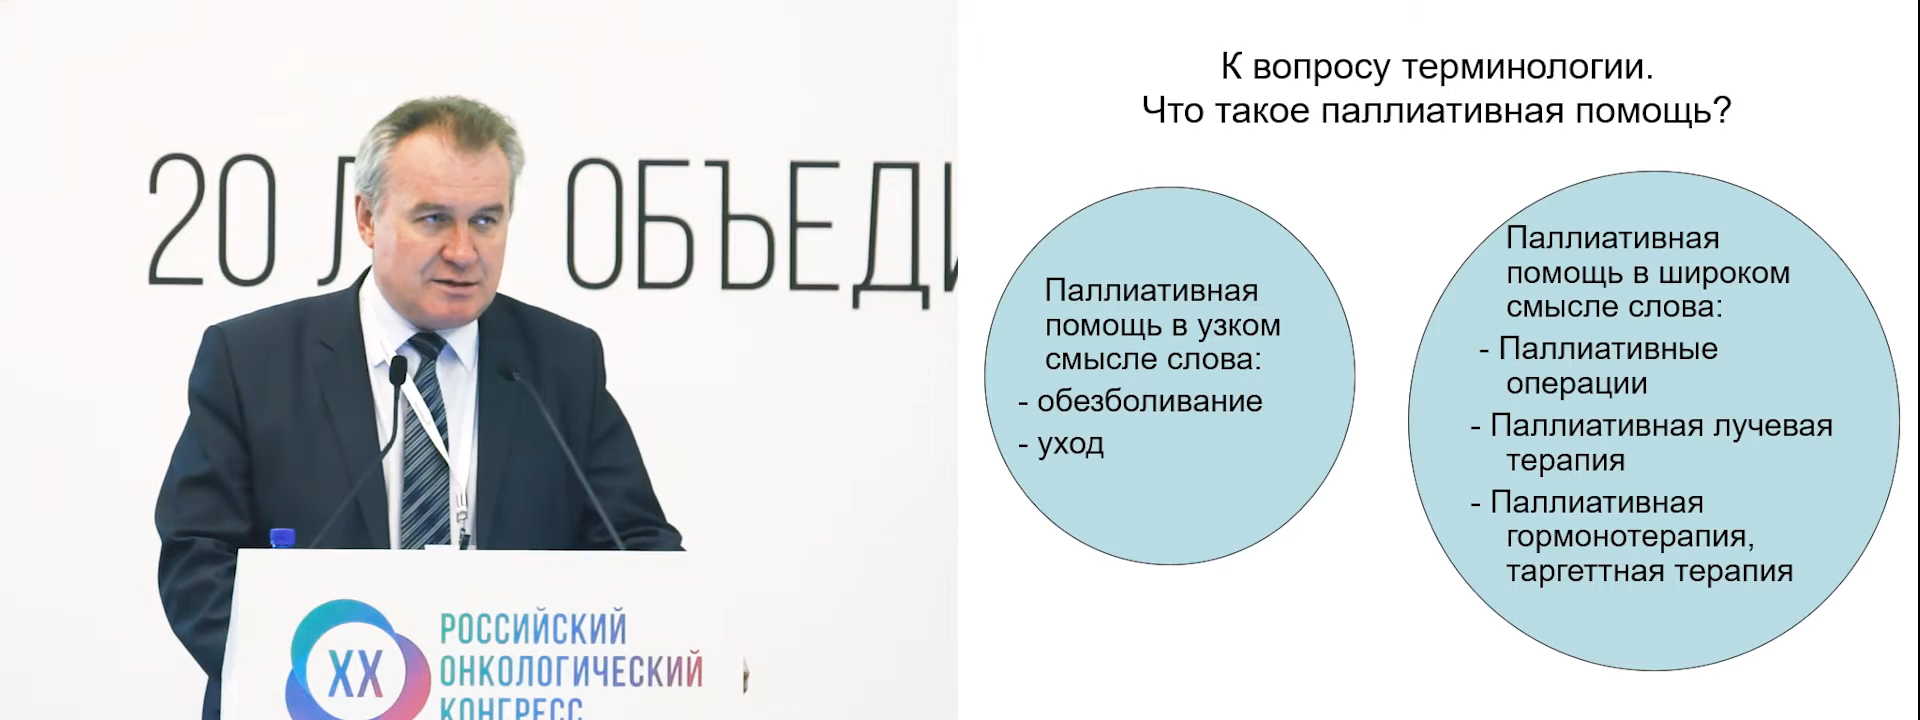 20 Л
ОБЪЕДИ
РОССИЙСКИЙ
ОНКОЛОГИЧЕСКИЙ
КОНГРЕСС
XX
К вопросу терминологии.
Что такое паллиативная помощь?
Паллиативная
помощь в узком
смысле слова:
- обезболивание
- уход
Паллиативная
помощь в широком
смысле слова:
- Паллиативные
операции
- Паллиативная лучевая
терапия
- Паллиативная
гормонотерапия,
таргеттная терапия